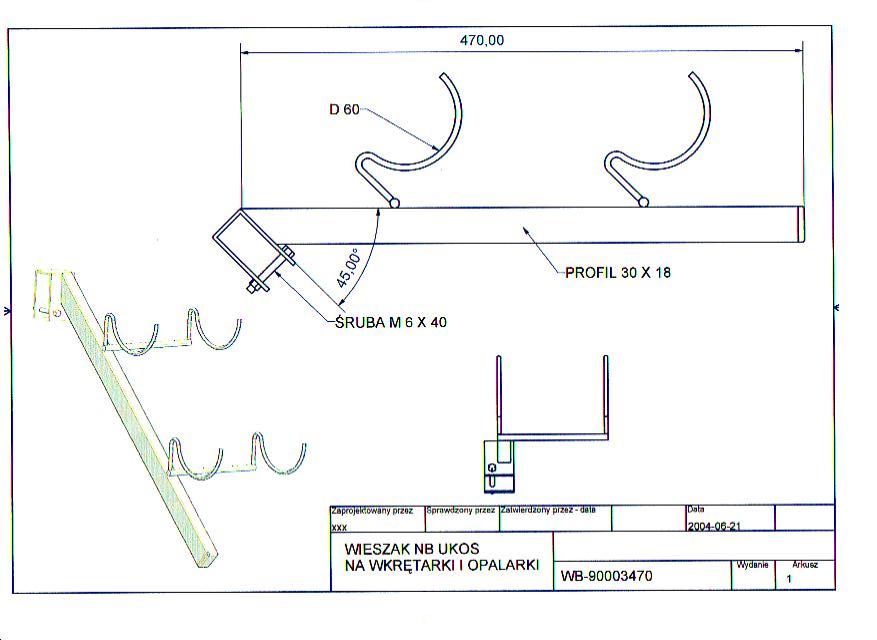 470,00
D 60
45,00°
PROFIL 30 X 18
ŚRUBA M 6 X 40
Zaprojektowany przez
Sprawdzony przez
Zatwierdzony przez - data
Data
xxx
2004-06-21
WIESZAK NB UKOS
NA WKRĘTARKI I OPALARKI
WB-90003470
Wydanie
Arkusz
1